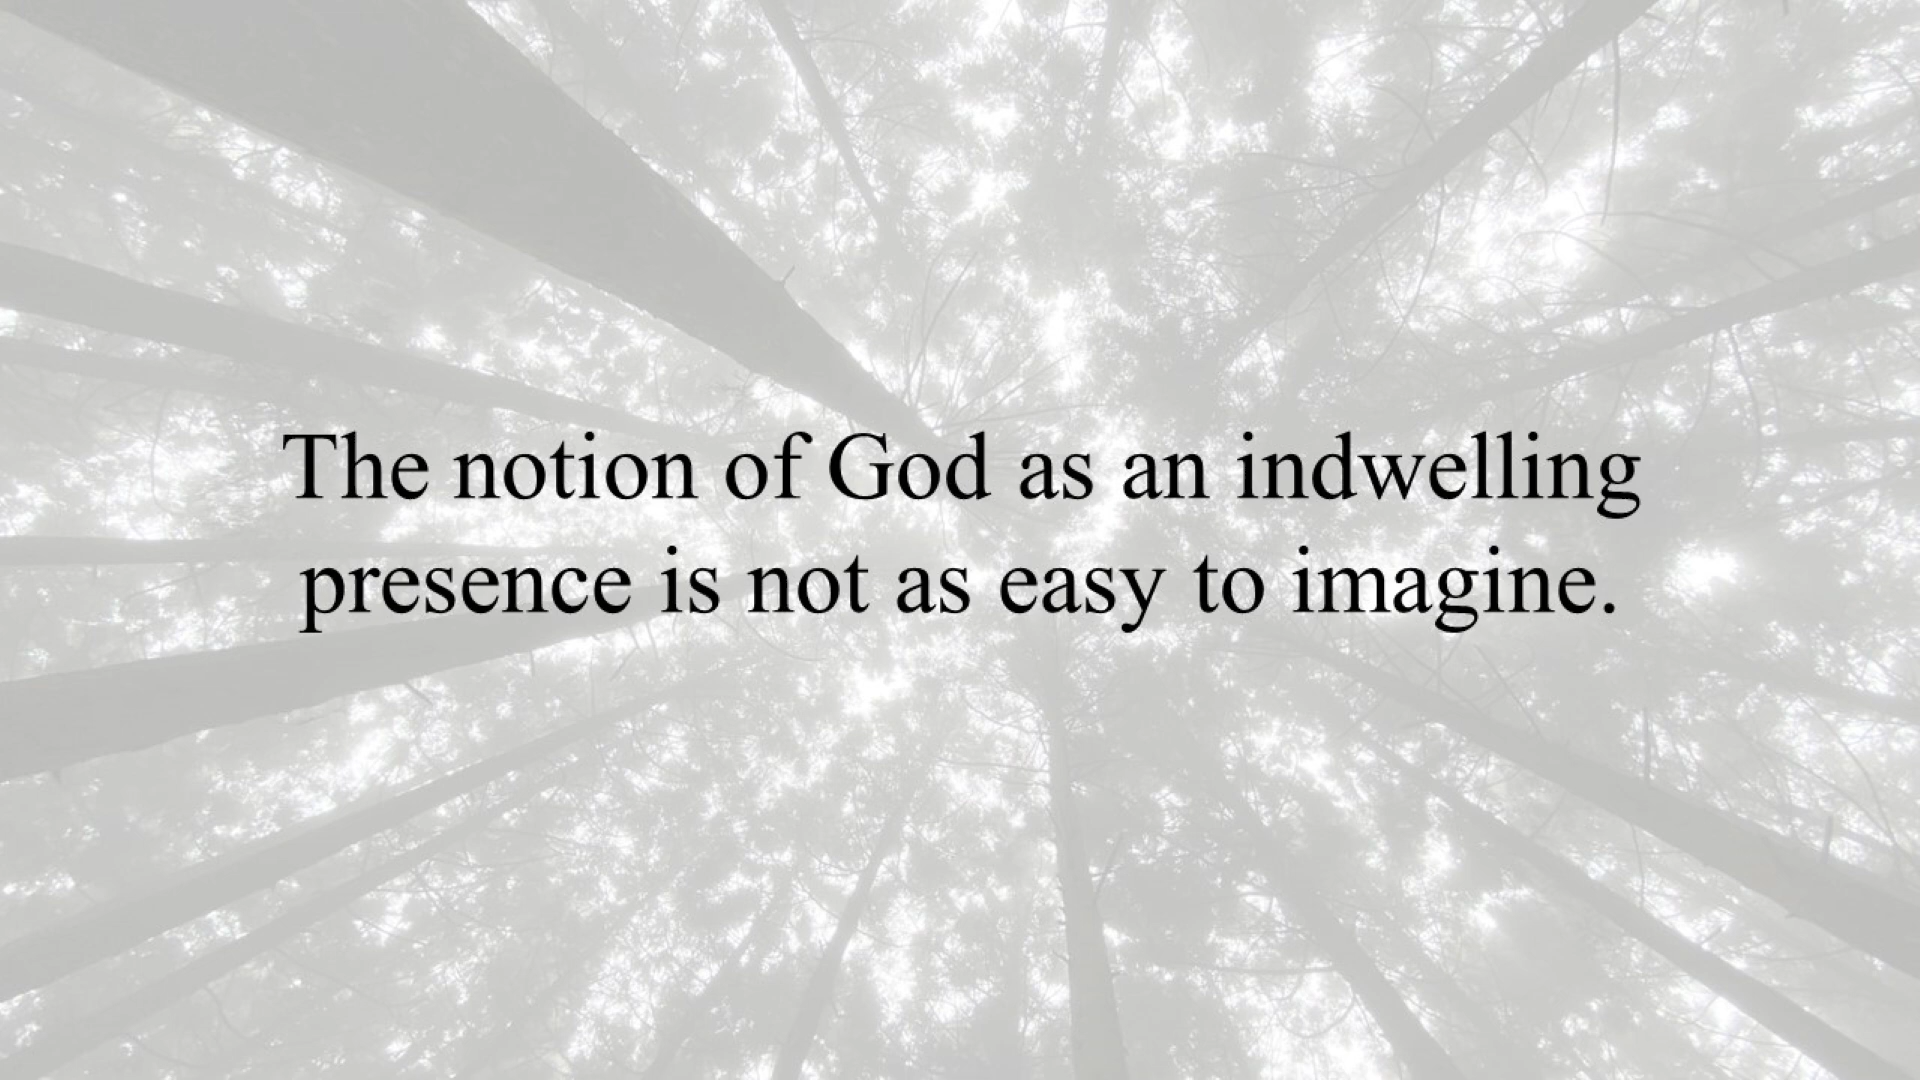 The notion of God as an indwelling
presence is not as easy to imagine.